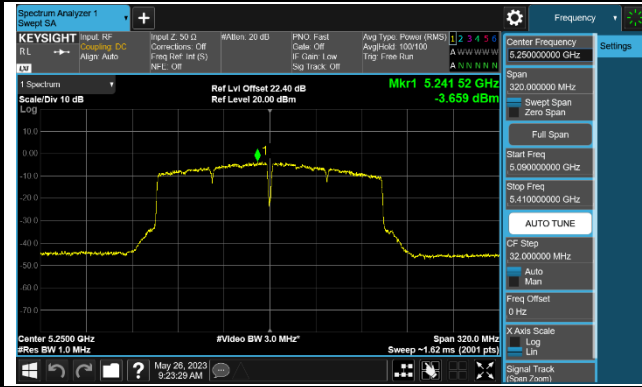 Spectrum Analyzer 1
Swept SA
Frequency
KEYSIGHT
RL
Input: RF
Coupling: DC
Align: Auto
Input Z: 50 Ω
Corrections: Off
Freq Ref: Int (S)
NFE: Off
#Atten: 20 dB
PNO: Fast
Gate: Off
IF Gain: Low
Sig Track: Off
Avg Type: Power (RMS)
Avg|Hold: 100/100
Trig: Free Run
1 2 3 4 5 6
A W W W W W
A N N N N N
LXI
1 Spectrum
Scale/Div 10 dB
Log
Ref Lvl Offset 22.40 dB
Ref Level 20.00 dBm
Mkr1 5.241 52 GHz
-3.659 dBm
10.0
0.00
-10.0
-20.0
-30.0
-40.0
-50.0
-60.0
-70.0
1
Center 5.2500 GHz
#Res BW 1.0 MHz
#Video BW 3.0 MHz*
Span 320.0 MHz
Sweep ~1.62 ms (2001 pts)
May 26, 2023
9:23:29 AM
Center Frequency
5.250000000 GHz
Settings
Span
320.000000 MHz
Swept Span
Zero Span
Full Span
Start Freq
5.090000000 GHz
Stop Freq
5.410000000 GHz
AUTO TUNE
CF Step
32.000000 MHz
Auto
Man
Freq Offset
0 Hz
X Axis Scale
Log
Lin
Signal Track
(Span Zoom)